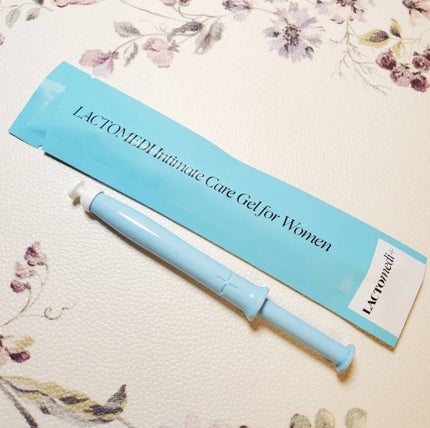 LACTOMEDI Intimate Care Gel for Women
LACTOmedi+